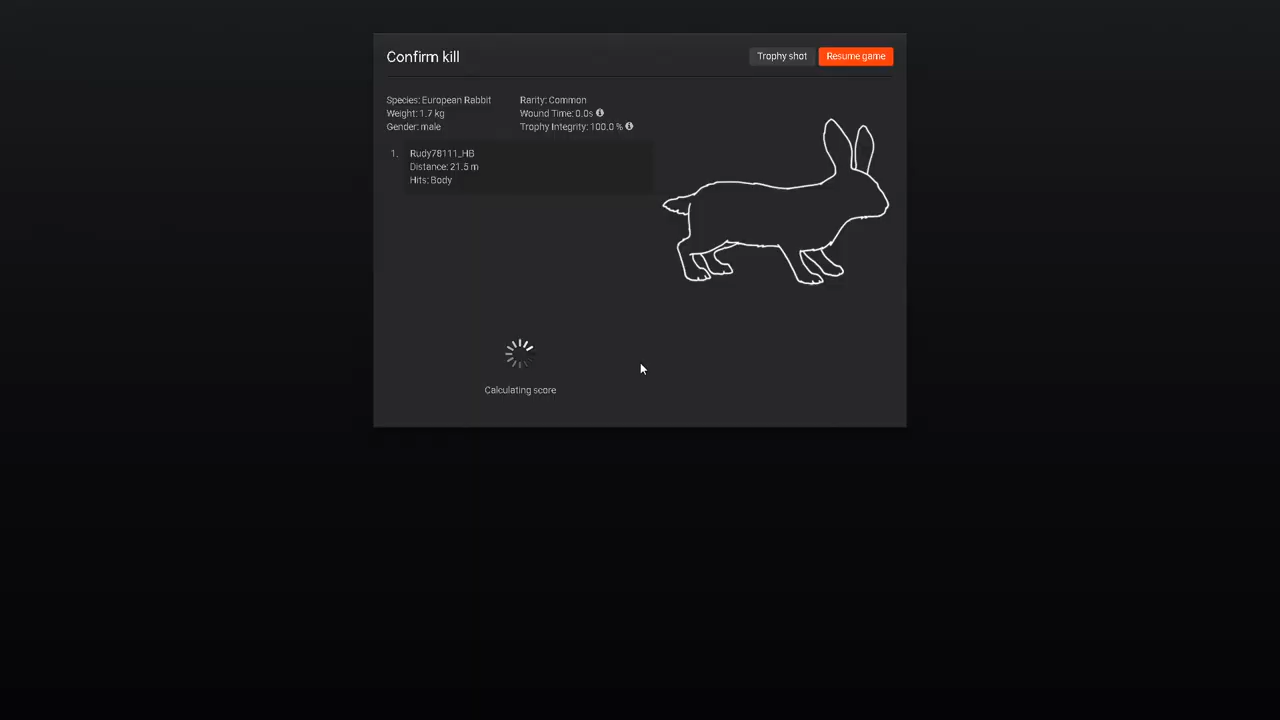 Confirm kill
Trophy shot
Resume game
Species: European Rabbit
Weight: 1.7 kg
Gender: male
Rarity: Common
Wound Time: 0.0s
Trophy Integrity: 100.0 %
1. Rudy78111_HB
Distance: 21.5 m
Hits: Body
Calculating score